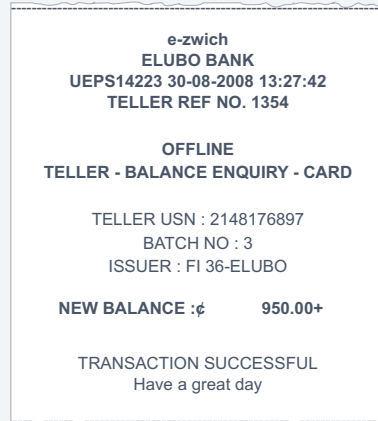 e-zwich
ELUBO BANK
UEPS14223 30-08-2008 13:27:42
TELLER REF NO. 1354
OFFLINE
TELLER - BALANCE ENQUIRY - CARD
TELLER USN : 2148176897
BATCH NO : 3
ISSUER : FI 36-ELUBO
NEW BALANCE :¢ 950.00+
TRANSACTION SUCCESSFUL
Have a great day